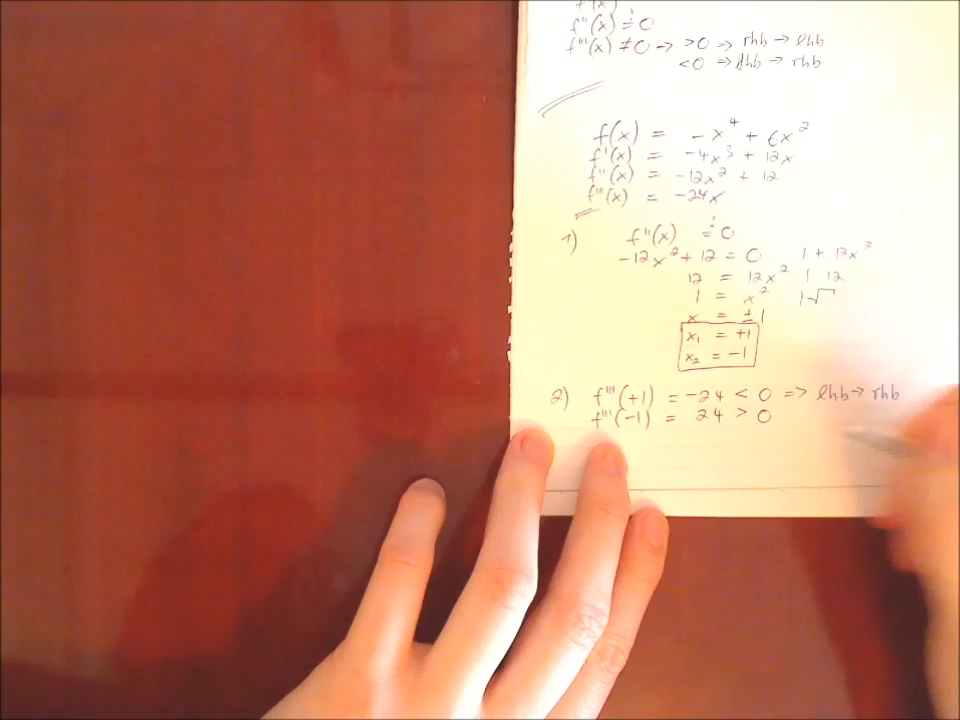 f'(x)
f''(x) = 0
f'''(x) ≠ 0 → > 0 ⇒ rhb → lhb
< 0 ⇒ lhb → rhb
f(x) = -x⁴ + 6x²
f'(x) = -4x³ + 12x
f''(x) = -12x² + 12
f'''(x) = -24x
1) f''(x) != 0
-12x² + 12 = 0 | + 12x²
12 = 12x² | 12
1 = x² | √
x = ±1
x₁ = +1
x₂ = -1
2) f'''(+1) = -24 < 0 => lhb → rhb
f'''(-1) = 24 > 0